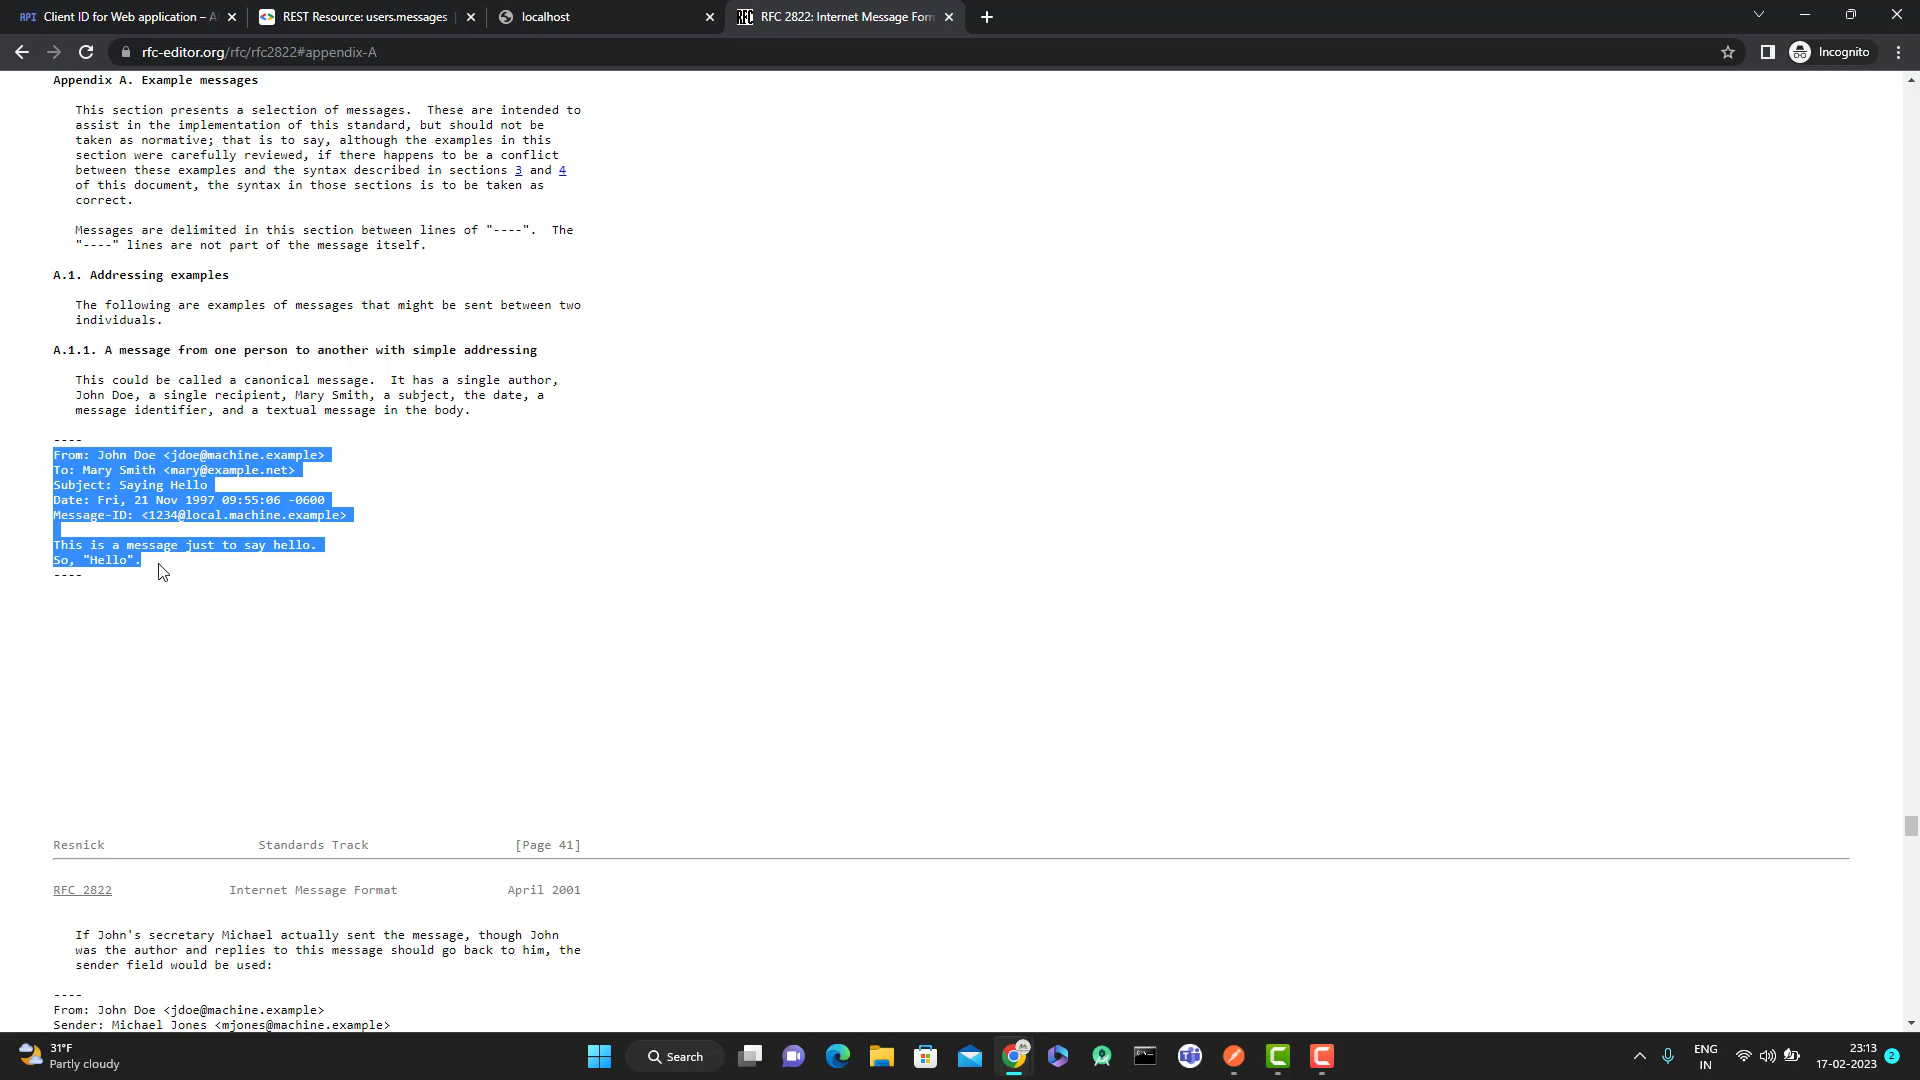 Client ID for Web application – A
REST Resource: users.messages
localhost
RFC 2822: Internet Message For
rfc-editor.org/rfc/rfc2822#appendix-A
Incognito
Appendix A. Example messages
This section presents a selection of messages.  These are intended to
assist in the implementation of this standard, but should not be
taken as normative; that is to say, although the examples in this
section were carefully reviewed, if there happens to be a conflict
between these examples and the syntax described in sections 3 and 4
of this document, the syntax in those sections is to be taken as
correct.
Messages are delimited in this section between lines of "----".  The
"----" lines are not part of the message itself.
A.1. Addressing examples
The following are examples of messages that might be sent between two
individuals.
A.1.1. A message from one person to another with simple addressing
This could be called a canonical message.  It has a single author,
John Doe, a single recipient, Mary Smith, a subject, the date, a
message identifier, and a textual message in the body.
----
From: John Doe <jdoe@machine.example>
To: Mary Smith <mary@example.net>
Subject: Saying Hello
Date: Fri, 21 Nov 1997 09:55:06 -0600
Message-ID: <1234@local.machine.example>
This is a message just to say hello.
So, "Hello".
----
Resnick Standards Track [Page 41]
RFC 2822 Internet Message Format April 2001
If John's secretary Michael actually sent the message, though John
was the author and replies to this message should go back to him, the
sender field would be used:
----
From: John Doe <jdoe@machine.example>
Sender: Michael Jones <mjones@machine.example>
31°F
Partly cloudy
Search
ENG
IN
23:13
17-02-2023
2